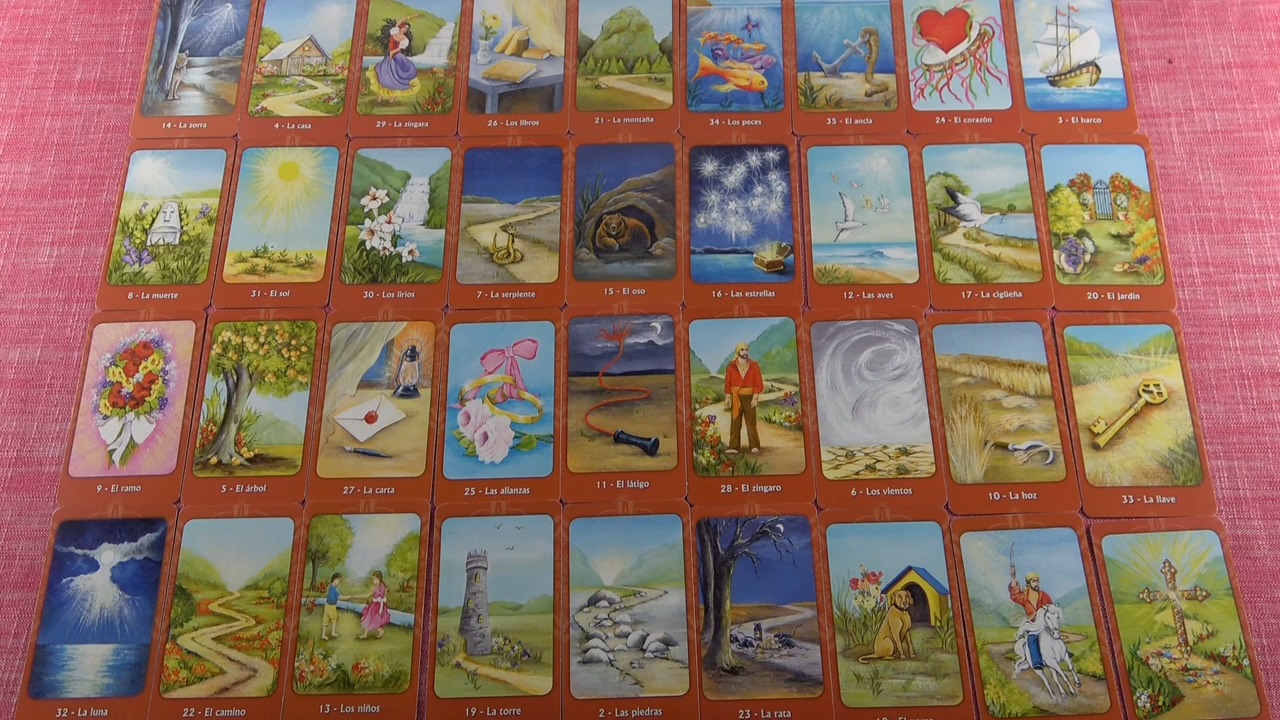 14 - La zorra
4 - La casa
29 - La zíngara
26 - Los libros
21 - La montaña
34 - Los peces
35 - El ancla
24 - El corazón
3 - El barco
8 - La muerte
31 - El sol
30 - Los lirios
7 - La serpiente
15 - El oso
16 - Las estrellas
12 - Las aves
17 - La cigüeña
20 - El jardín
9 - El ramo
5 - El árbol
27 - La carta
25 - Las alianzas
11 - El látigo
28 - El zíngaro
6 - Los vientos
10 - La hoz
33 - La llave
32 - La luna
22 - El camino
13 - Los niños
19 - La torre
2 - Las piedras
23 - La rata